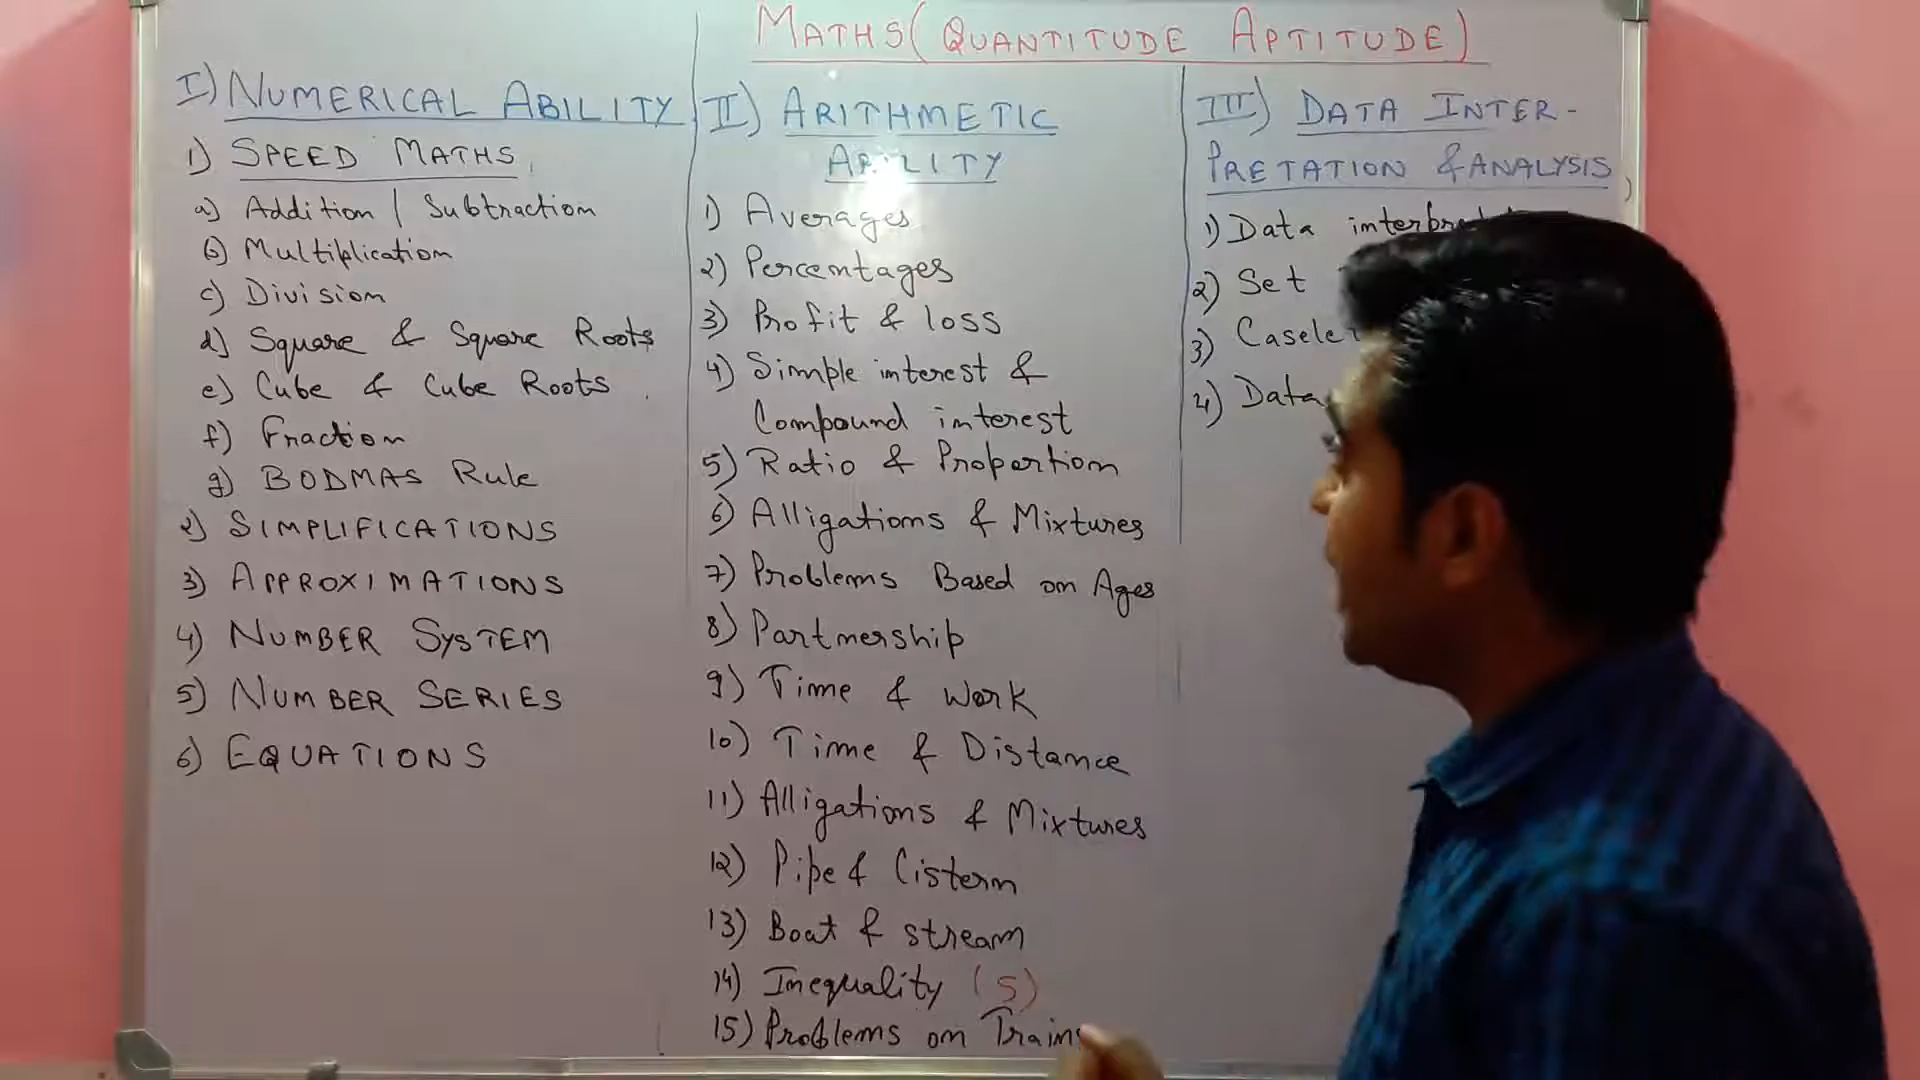 MATHS(QUANTITUDE APTITUDE)
I) NUMERICAL ABILITY
1) SPEED MATHS
a) Addition / Subtraction
b) Multiplication
c) Division
d) Square & Square Roots
e) Cube & Cube Roots
f) Fraction
g) BODMAS Rule
2) SIMPLIFICATIONS
3) APPROXIMATIONS
4) NUMBER SYSTEM
5) NUMBER SERIES
6) EQUATIONS
II) ARITHMETIC
ABILITY
1) Averages
2) Percentages
3) Profit & loss
4) Simple interest &
Compound interest
5) Ratio & Proportion
6) Alligations & Mixtures
7) Problems Based on Ages
8) Partnership
9) Time & Work
10) Time & Distance
11) Alligations & Mixtures
12) Pipe & Cistern
13) Boat & stream
14) Inequality (5)
15) Problems on Trains
III) DATA INTER-
PRETATION & ANALYSIS
1) Data
2) Set
3)
4) Data